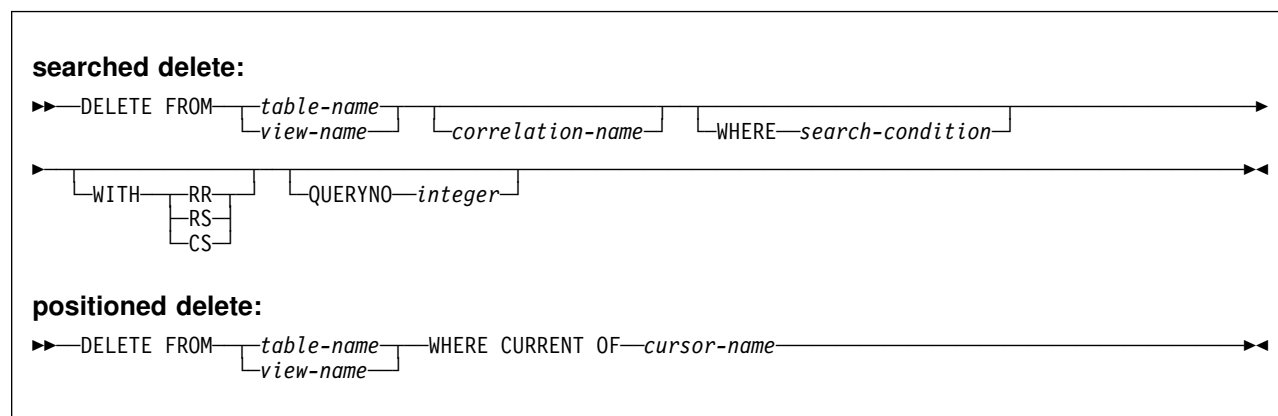 searched delete:
DELETE FROM table-name correlation-name WHERE search-condition
view-name
WITH RR QUERYNO integer
RS
CS
positioned delete:
DELETE FROM table-name WHERE CURRENT OF cursor-name
view-name